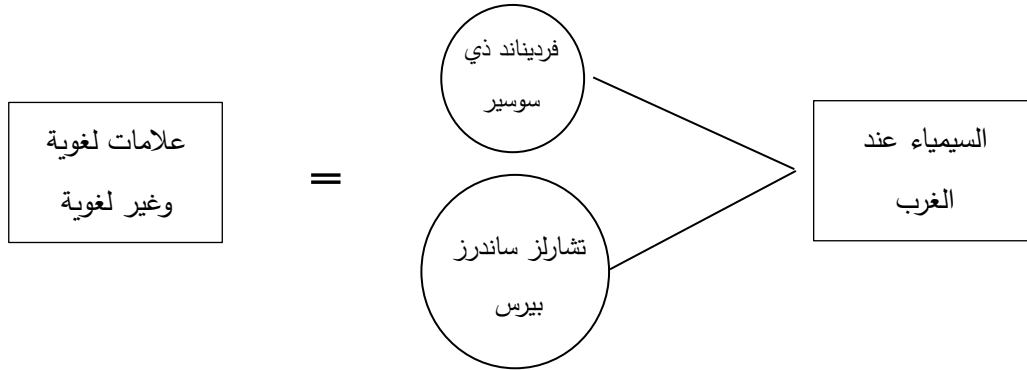 السيمياء عند
الغرب
فرديناند ذي
سوسير
تشارلز ساندرز
بيرس
=
علامات لغوية
وغير لغوية